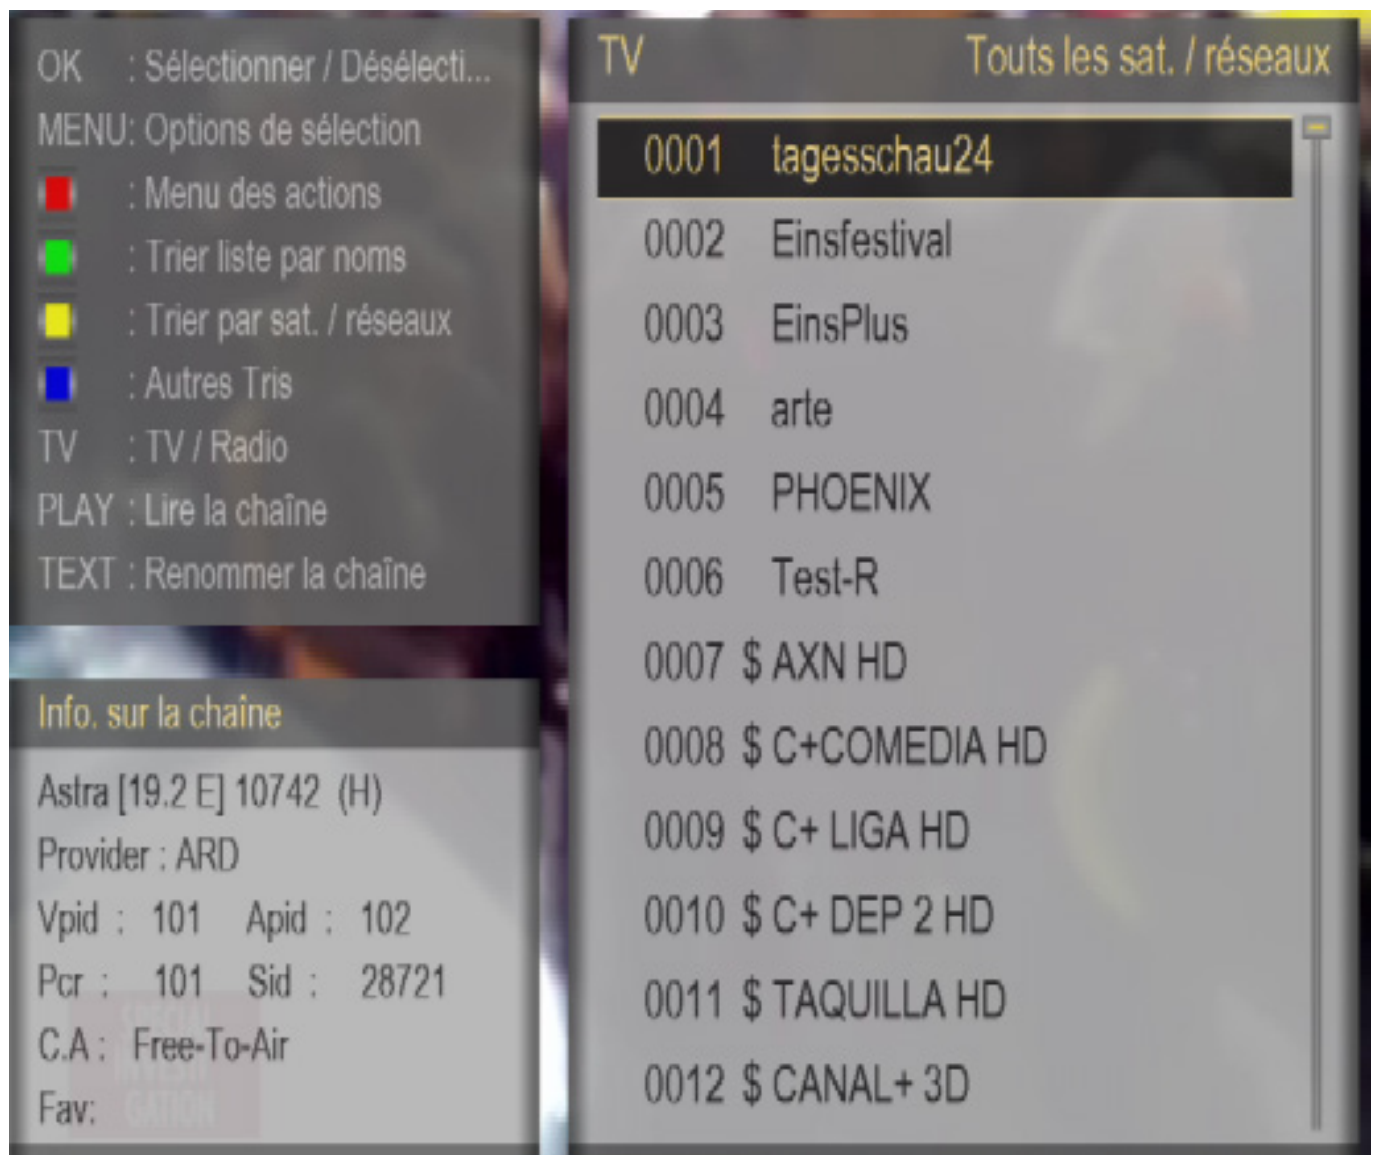 OK : Sélectionner / Désélecti...
MENU: Options de sélection
: Menu des actions
: Trier liste par noms
: Trier par sat. / réseaux
: Autres Tris
TV : TV / Radio
PLAY : Lire la chaîne
TEXT : Renommer la chaîne
Info. sur la chaîne
Astra [19.2 E] 10742 (H)
Provider : ARD
Vpid : 101 Apid : 102
Pcr : 101 Sid : 28721
C.A : Free-To-Air
Fav:
SPECIAL
INVESTI
GATION
TV Touts les sat. / réseaux
0001 tagesschau24
0002 Einsfestival
0003 EinsPlus
0004 arte
0005 PHOENIX
0006 Test-R
0007 $ AXN HD
0008 $ C+COMEDIA HD
0009 $ C+ LIGA HD
0010 $ C+ DEP 2 HD
0011 $ TAQUILLA HD
0012 $ CANAL+ 3D